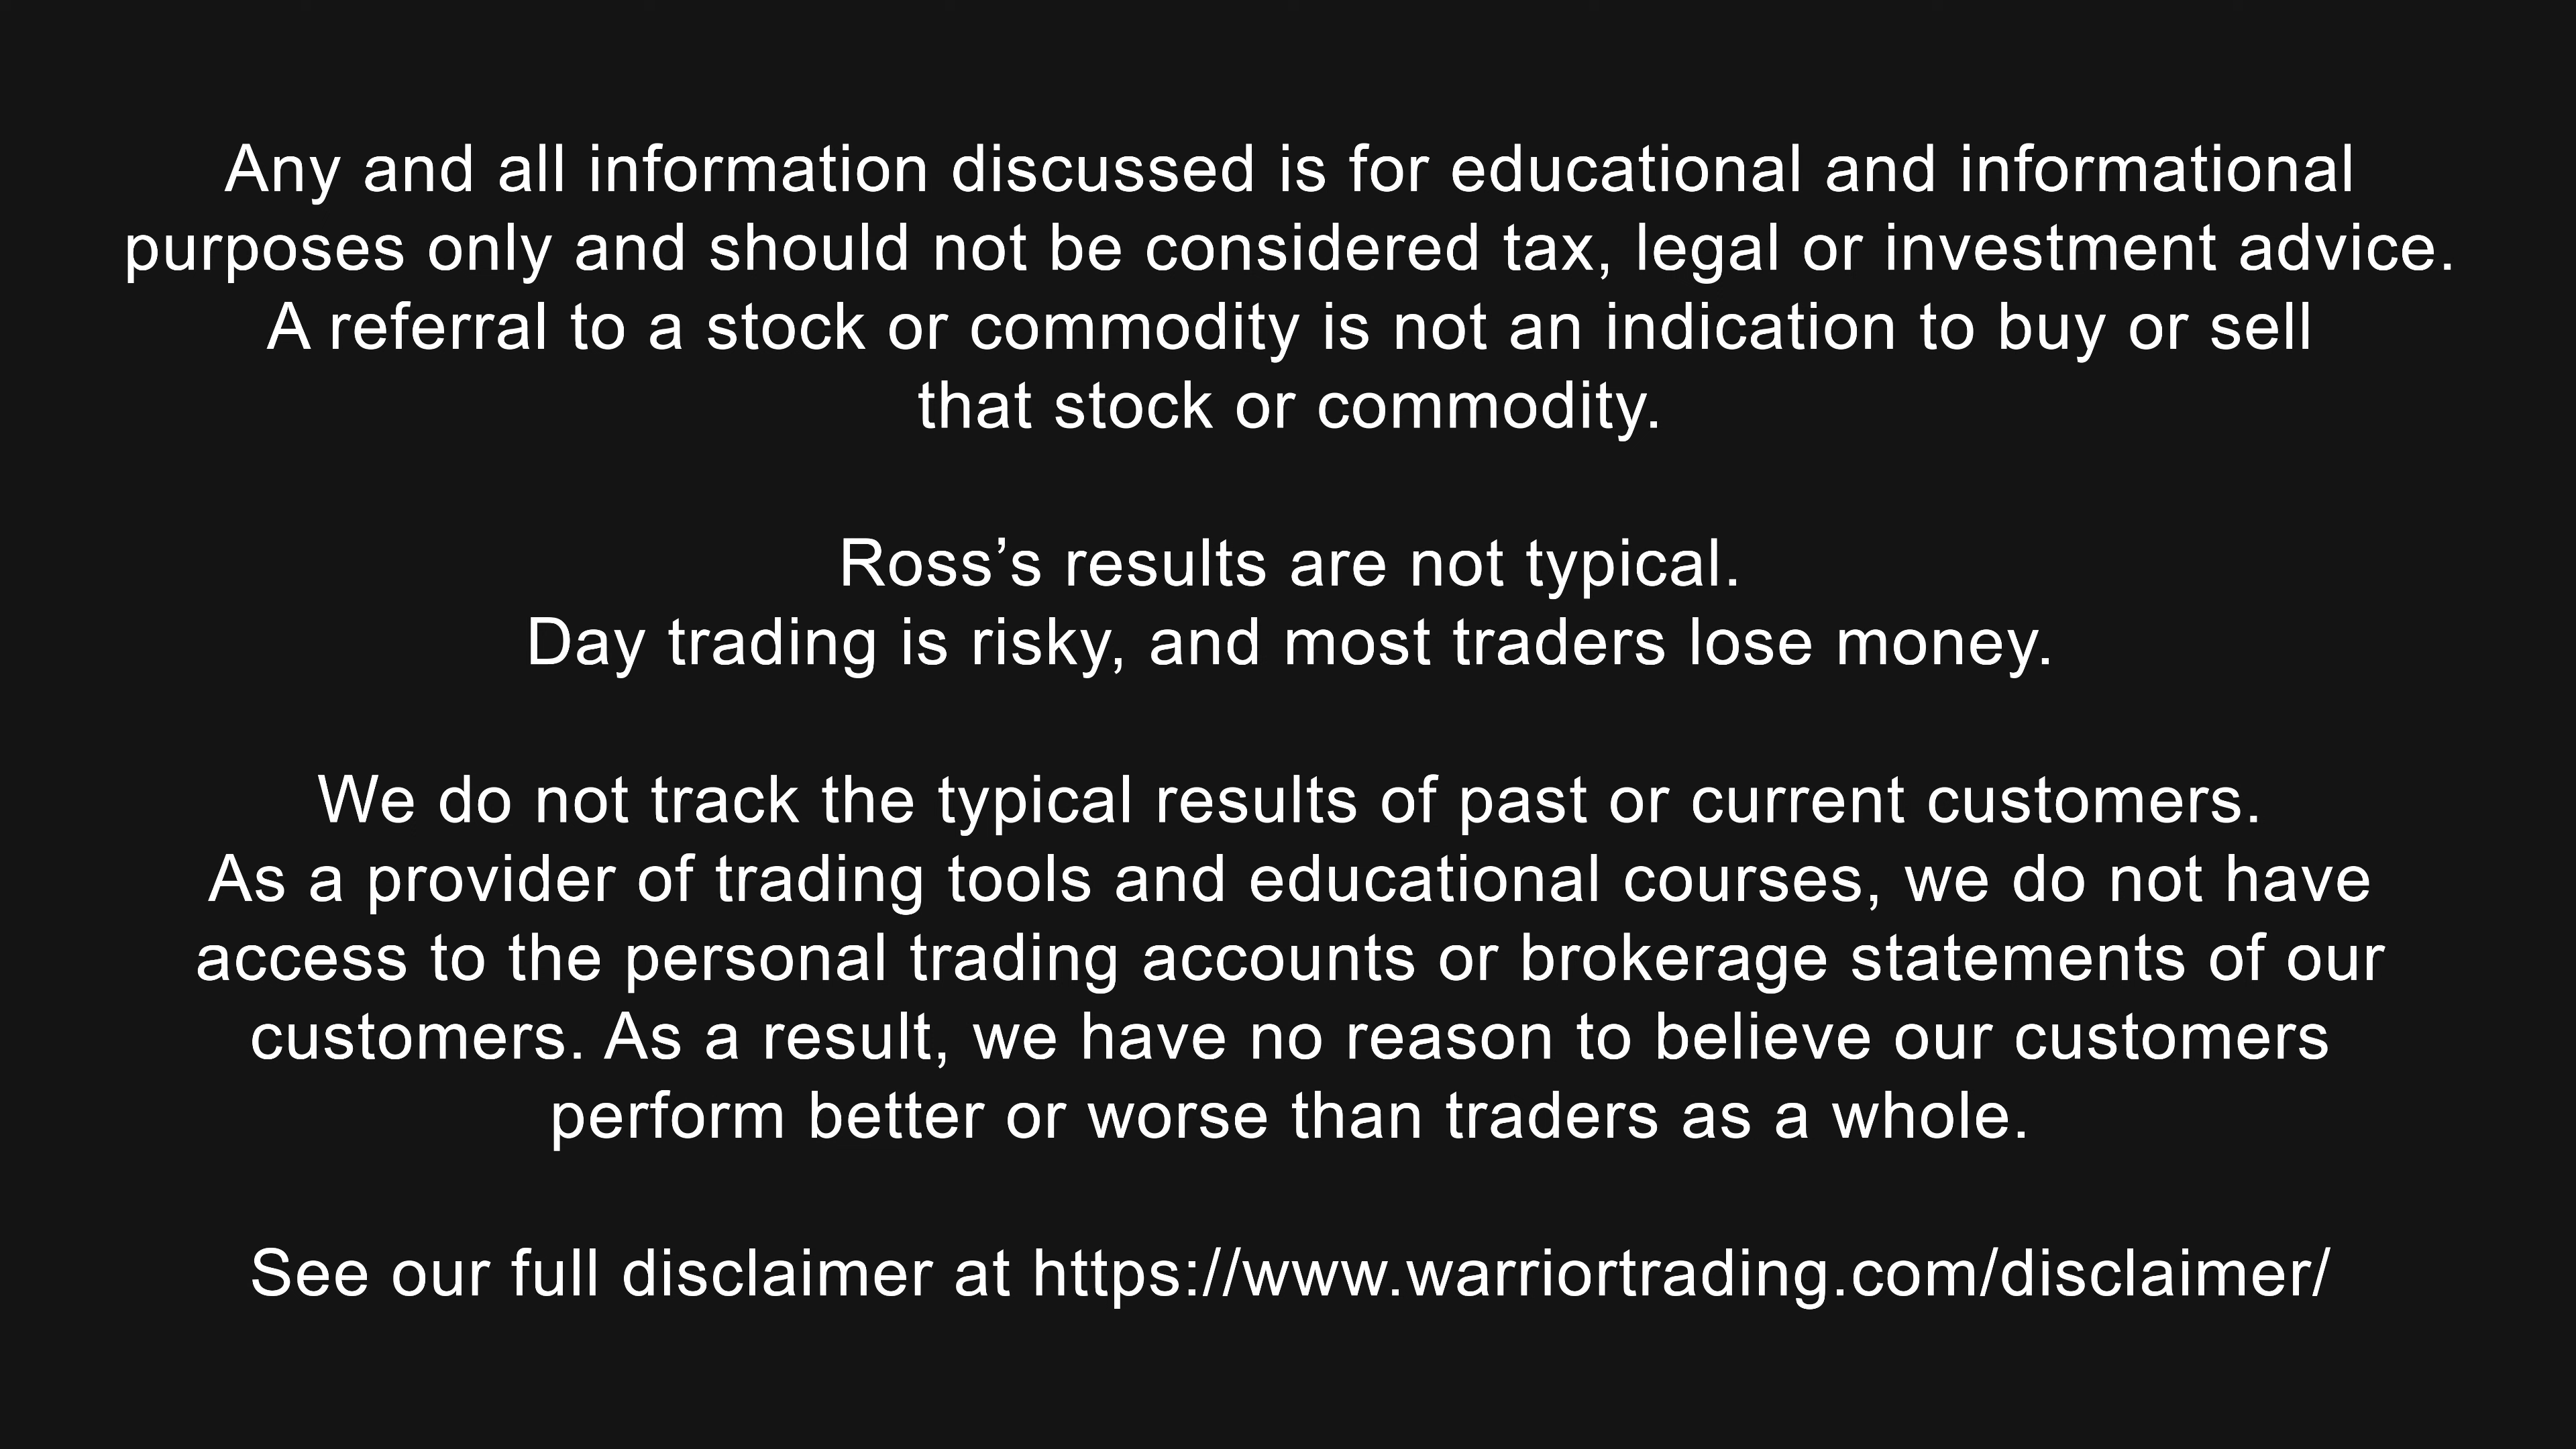 Any and all information discussed is for educational and informational
purposes only and should not be considered tax, legal or investment advice.
A referral to a stock or commodity is not an indication to buy or sell
that stock or commodity.
Ross’s results are not typical.
Day trading is risky, and most traders lose money.
We do not track the typical results of past or current customers.
As a provider of trading tools and educational courses, we do not have
access to the personal trading accounts or brokerage statements of our
customers. As a result, we have no reason to believe our customers
perform better or worse than traders as a whole.
See our full disclaimer at https://www.warriortrading.com/disclaimer/